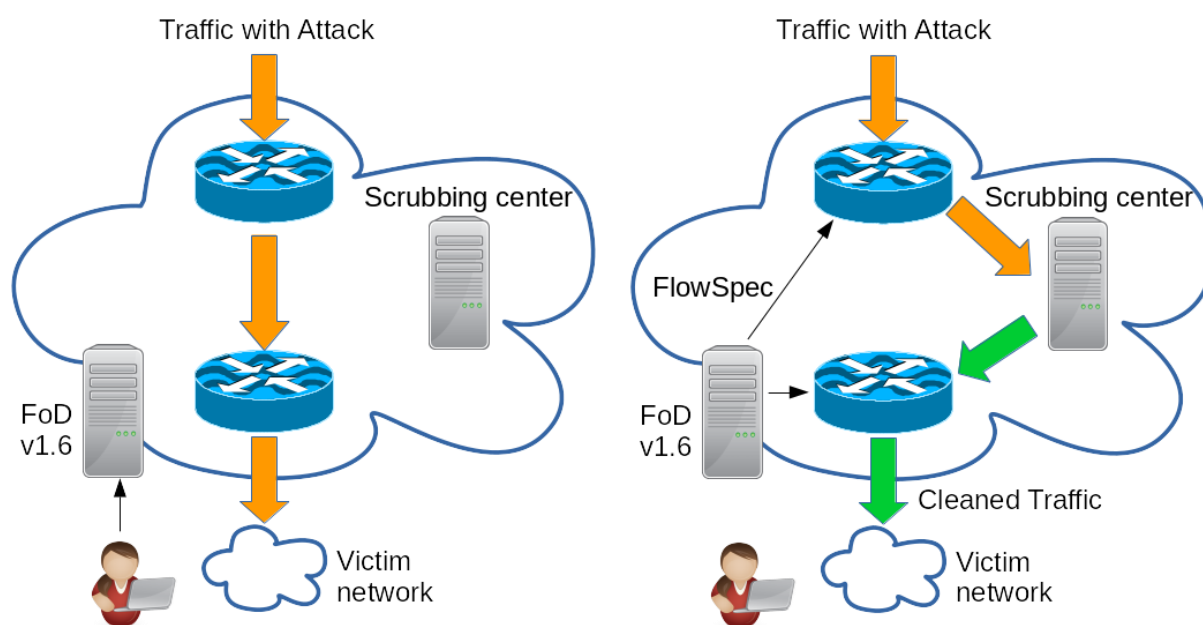 Traffic with Attack
Scrubbing center
FoD
v1.6
Victim
network
Traffic with Attack
Scrubbing center
FlowSpec
FoD
v1.6
Cleaned Traffic
Victim
network